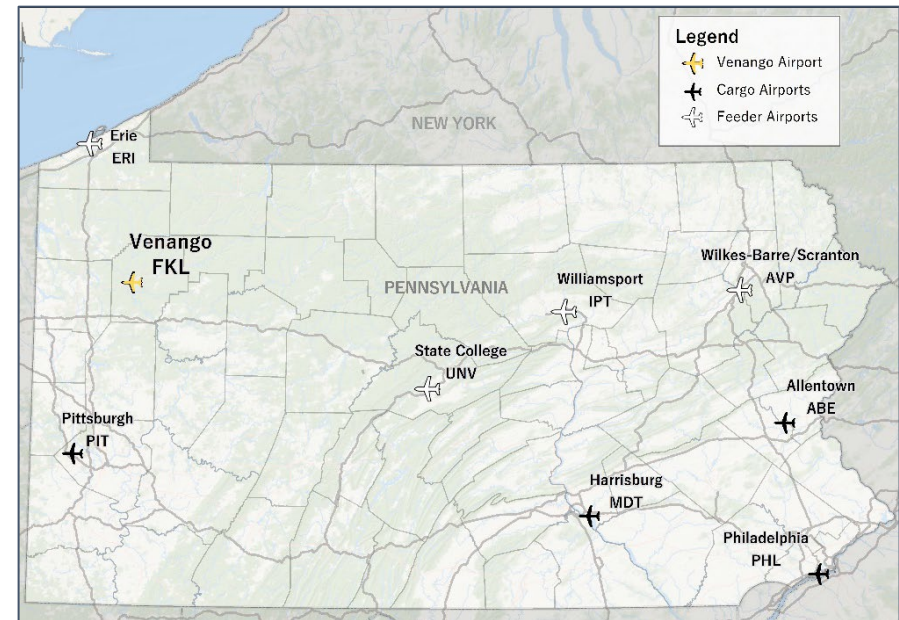 Legend
Venango Airport
Cargo Airports
Feeder Airports
NEW YORK
Erie
ERI
Venango
FKL
Wilkes-Barre/Scranton
AVP
Williamsport
IPT
PENNSYLVANIA
State College
UNV
Allentown
ABE
Pittsburgh
PIT
Harrisburg
MDT
Philadelphia
PHL